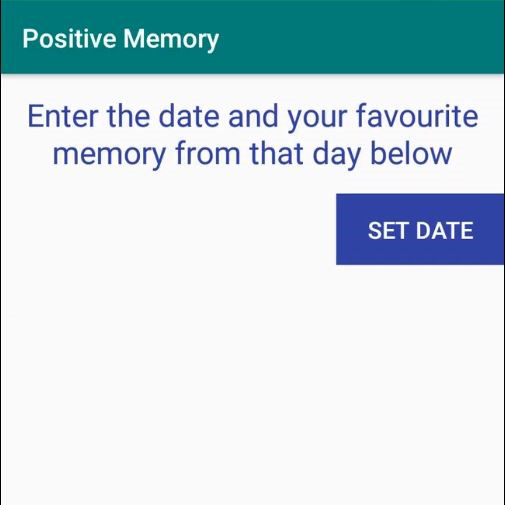 Positive Memory
Enter the date and your favourite
memory from that day below
SET DATE